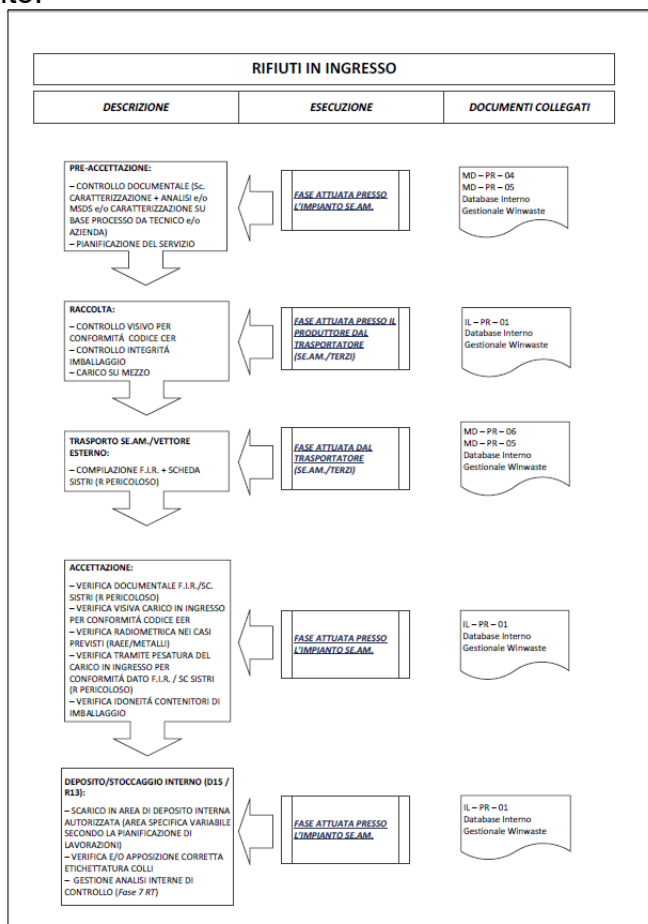 RIFIUTI IN INGRESSO
DESCRIZIONE
ESECUZIONE
DOCUMENTI COLLEGATI
PRE-ACCETTAZIONE:
– CONTROLLO DOCUMENTALE (Sc.
CARATTERIZZAZIONE + ANALISI e/o
MSDS e/o CARATTERIZZAZIONE SU
BASE PROCESSO DA TECNICO e/o
AZIENDA)
– PIANIFICAZIONE DEL SERVIZIO
FASE ATTUATA PRESSO
L'IMPIANTO SE.AM.
MD – PR – 04
MD – PR – 05
Database Interno
Gestionale Winwaste
RACCOLTA:
– CONTROLLO VISIVO PER
CONFORMITÁ CODICE CER
– CONTROLLO INTEGRITÁ
IMBALLAGGIO
– CARICO SU MEZZO
FASE ATTUATA PRESSO IL
PRODUTTORE DAL
TRASPORTATORE
(SE.AM./TERZI)
IL – PR – 01
Database Interno
Gestionale Winwaste
TRASPORTO SE.AM./VETTORE
ESTERNO:
– COMPILAZIONE F.I.R. + SCHEDA
SISTRI (R PERICOLOSO)
FASE ATTUATA DAL
TRASPORTATORE
(SE.AM./TERZI)
MD – PR – 06
MD – PR – 05
Database Interno
Gestionale Winwaste
ACCETTAZIONE:
– VERIFICA DOCUMENTALE F.I.R./SC.
SISTRI (R PERICOLOSO)
– VERIFICA VISIVA CARICO IN INGRESSO
PER CONFORMITÁ CODICE EER
– VERIFICA RADIOMETRICA NEI CASI
PREVISTI (RAEE/METALLI)
– VERIFICA TRAMITE PESATURA DEL
CARICO IN INGRESSO PER
CONFORMITÁ DATO F.I.R. / SC SISTRI
(R PERICOLOSO)
– VERIFICA IDONEITÁ CONTENITORI DI
IMBALLAGGIO
FASE ATTUATA PRESSO
L'IMPIANTO SE.AM.
IL – PR – 01
Database Interno
Gestionale Winwaste
DEPOSITO/STOCCAGGIO INTERNO (D15 /
R13):
– SCARICO IN AREA DI DEPOSITO INTERNA
AUTORIZZATA (AREA SPECIFICA VARIABILE
SECONDO LA PIANIFICAZIONE DI
LAVORAZIONI)
– VERIFICA E/O APPOSIZIONE CORRETTA
ETICHETTATURA COLLI
– GESTIONE ANALISI INTERNE DI
CONTROLLO (Fase 7 RT)
FASE ATTUATA PRESSO
L'IMPIANTO SE.AM.
IL – PR – 01
Database Interno
Gestionale Winwaste